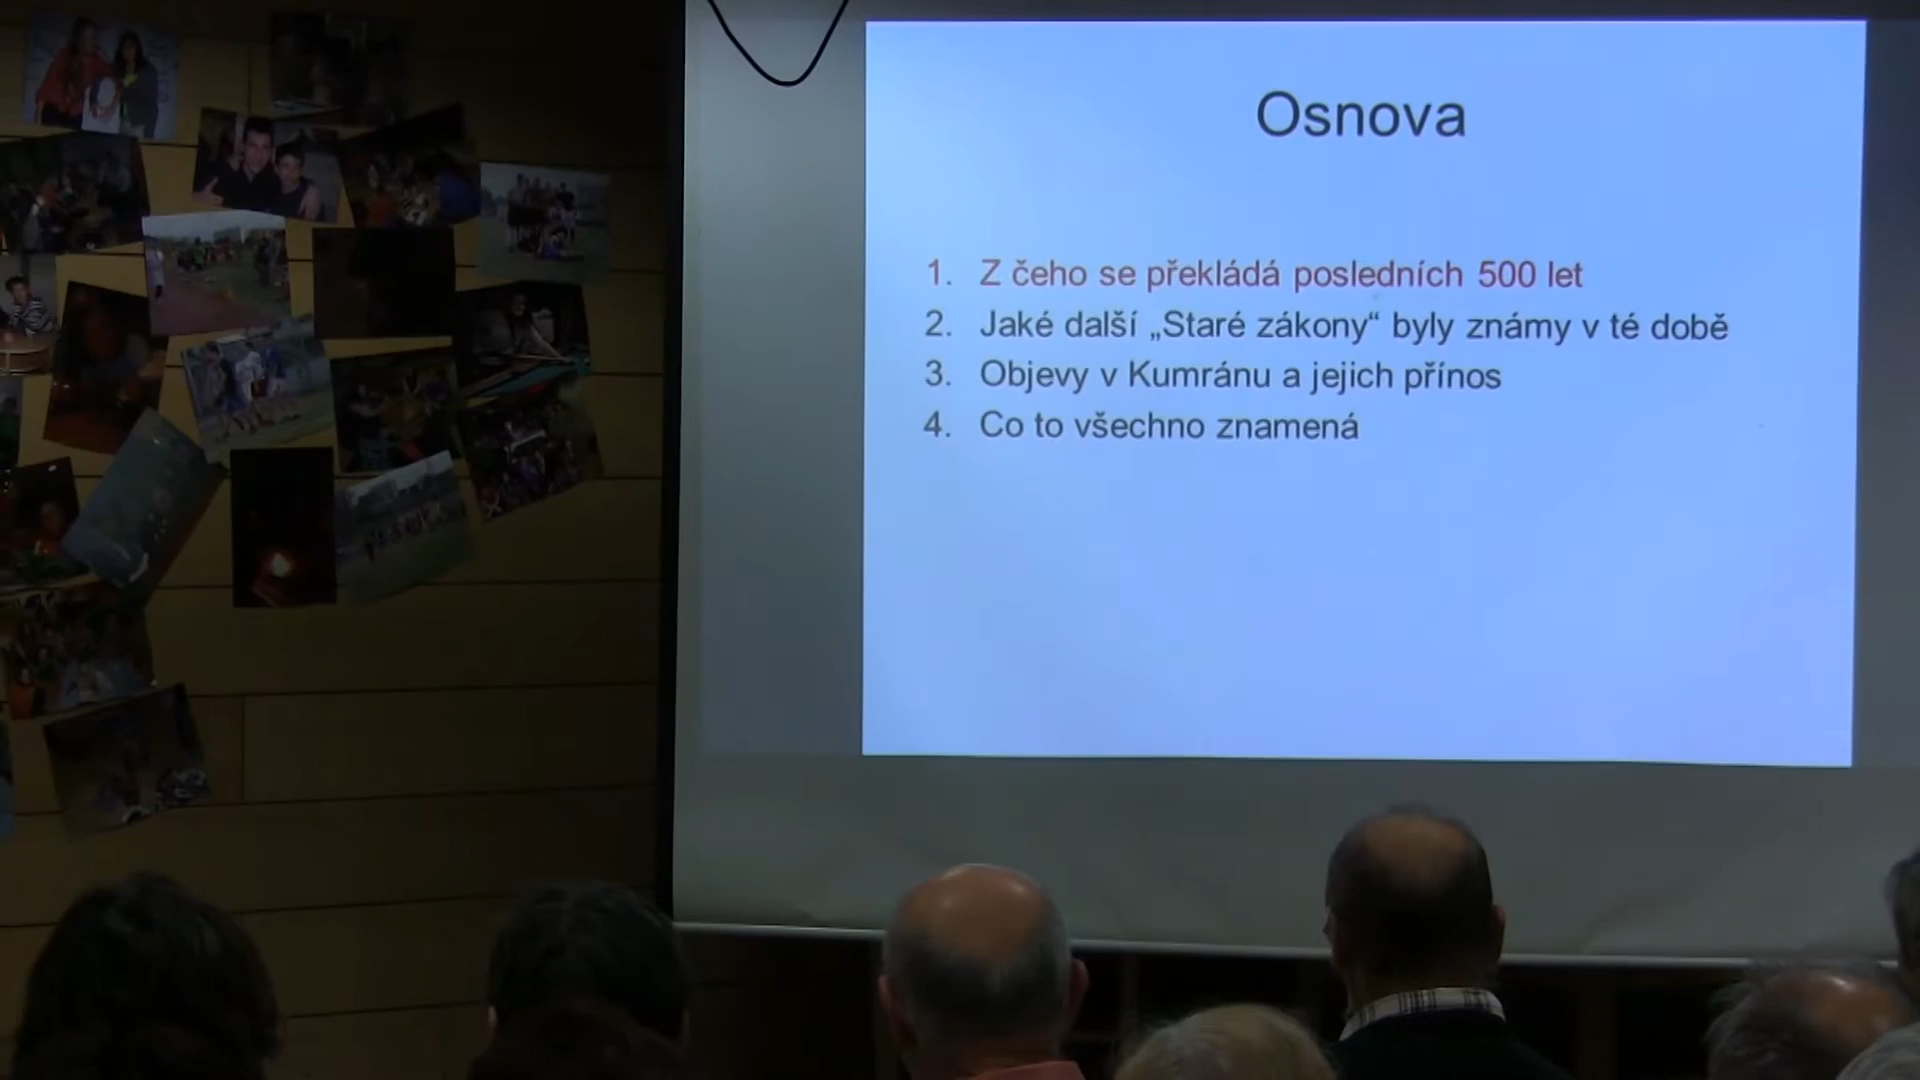 Osnova
1. Z čeho se překládá posledních 500 let
2. Jaké další „Staré zákony“ byly známy v té době
3. Objevy v Kumránu a jejich přínos
4. Co to všechno znamená